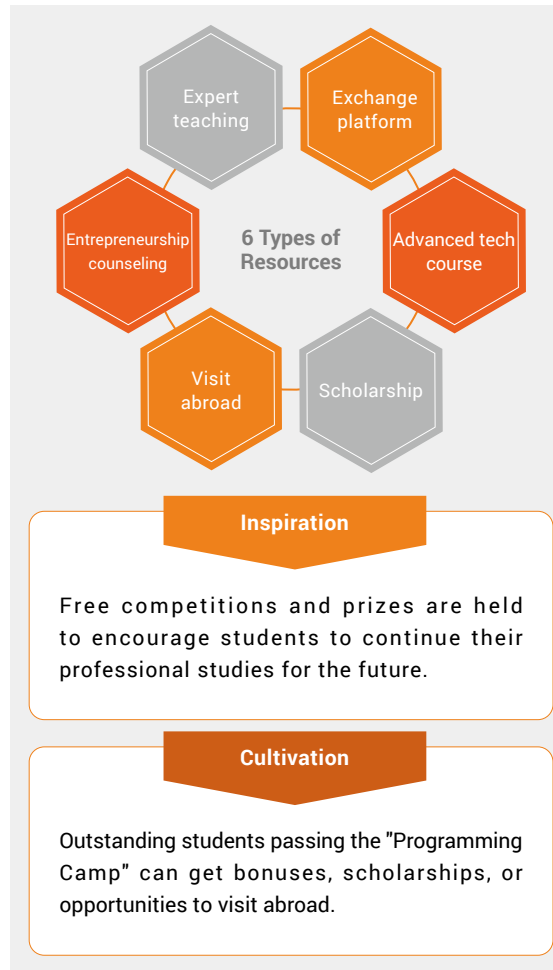 Expert
teaching
Exchange
platform
Entrepreneurship
counseling
6 Types of
Resources
Advanced tech
course
Visit
abroad
Scholarship
Inspiration
Free competitions and prizes are held
to encourage students to continue their
professional studies for the future.
Cultivation
Outstanding students passing the "Programming
Camp" can get bonuses, scholarships, or
opportunities to visit abroad.